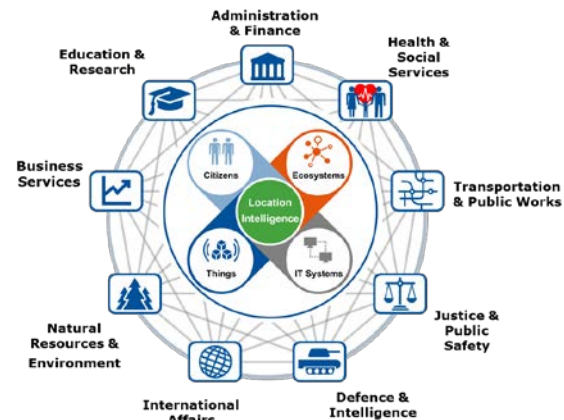 Administration
& Finance
Education &
Research
Health &
Social
Services
Business
Services
Citizens
Ecosystems
Location
Intelligence
Transportation
& Public Works
Things
IT Systems
Natural
Resources &
Environment
Justice &
Public
Safety
International
Affairs
Defence &
Intelligence